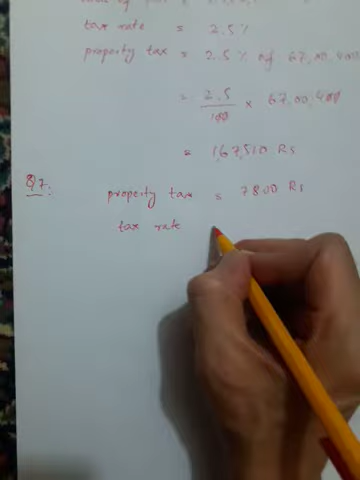 tax rate = 2.5%
property tax = 2.5% of 67,00,400
= 2.5/100 × 67,00,400
= 1,67,510 Rs
Q7:
property tax = 7800 Rs
tax rate